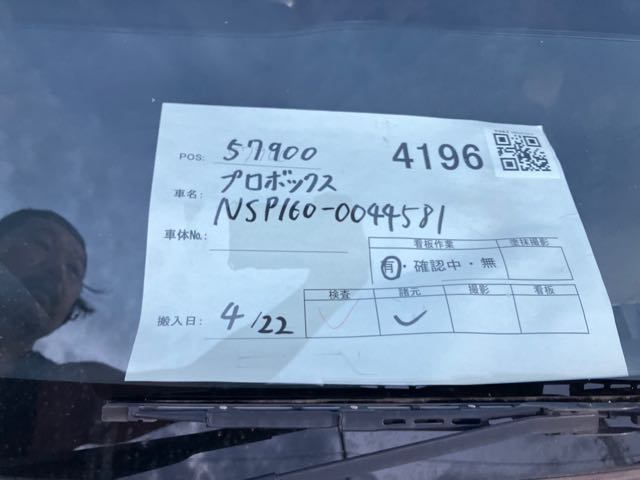 POS: 57900
4196
車名: プロボックス
車体No.: NSP160-0044581
看板作業
塗抹撮影
有・確認中・無
搬入日: 4/22
検査 諸元 撮影 看板